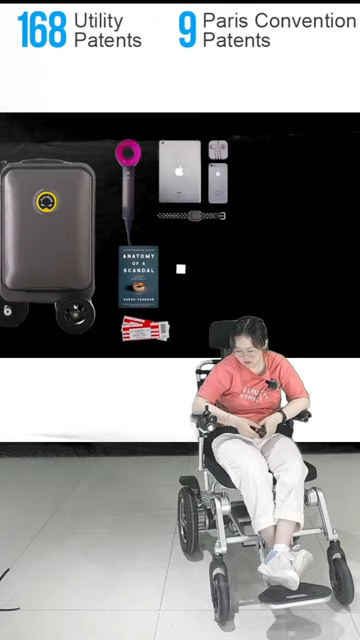 168 Utility
Patents
9 Paris Convention
Patents
ANATOMY
OF A
SCANDAL
SARAH VAUGHAN